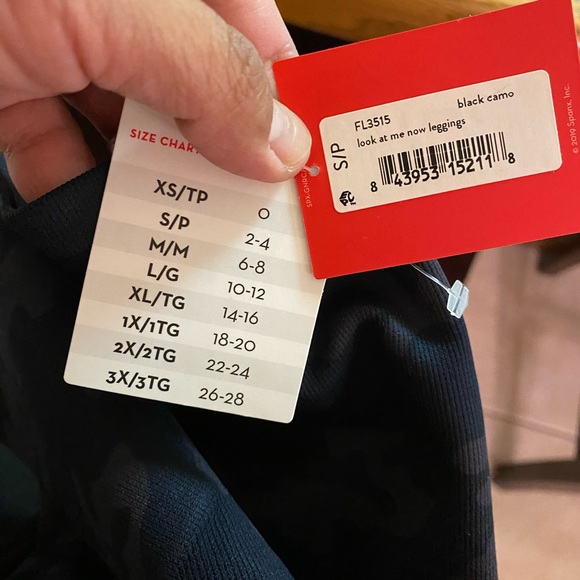 SIZE CHART
XS/TP 0
S/P 2-4
M/M 6-8
L/G 10-12
XL/TG 14-16
1X/1TG 18-20
2X/2TG 22-24
3X/3TG 26-28
S/P
FL3515 black camo
look at me now leggings
8 43953 15211 8
© 2019 Spanx, Inc.